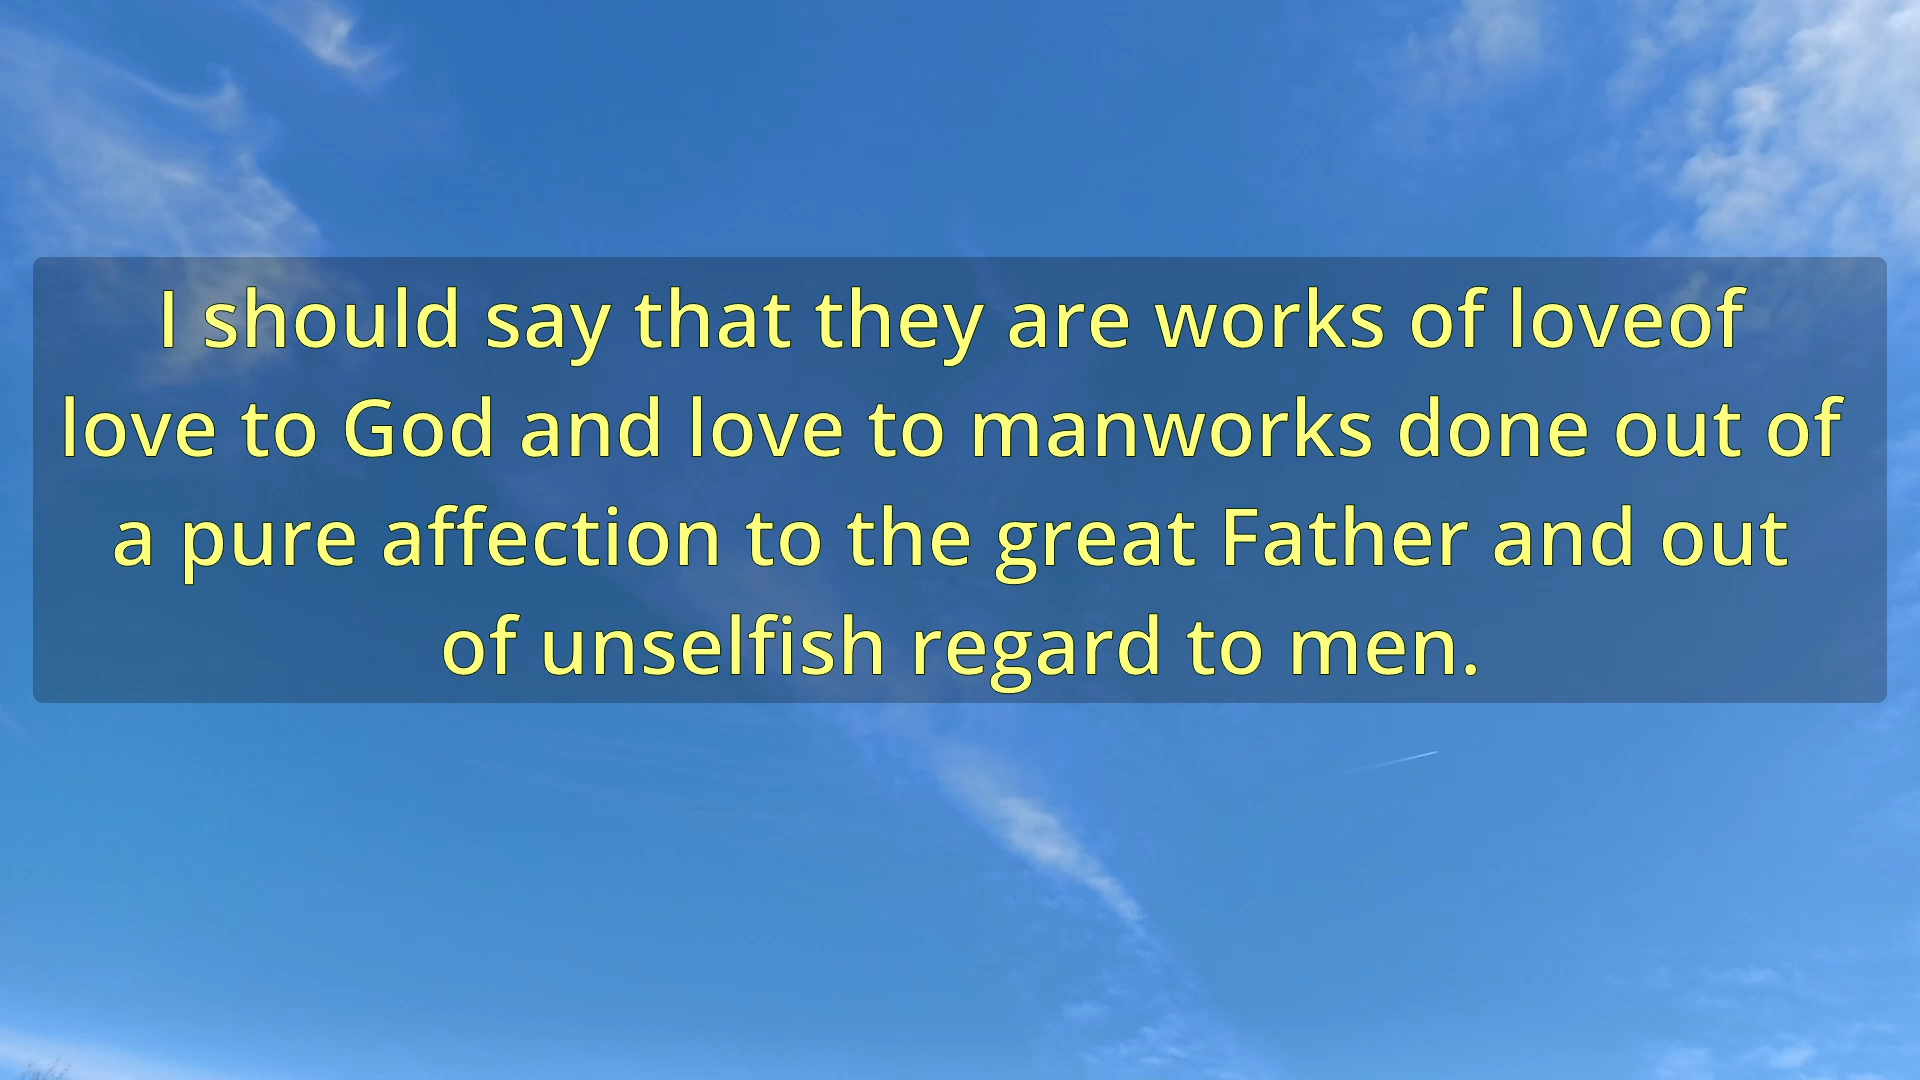 I should say that they are works of loveof
love to God and love to manworks done out of
a pure affection to the great Father and out
of unselfish regard to men.